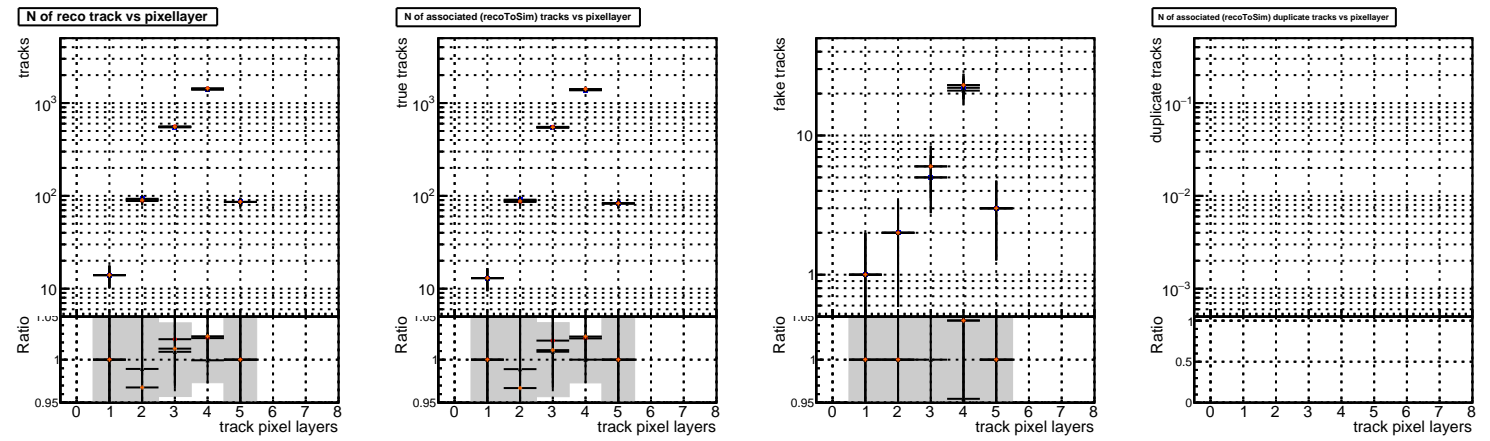 N of reco track vs pixellayer
tracks
10³
10²
10
1.05
Ratio
1
0.95
0 1 2 3 4 5 6 7 8
track pixel layers
N of associated (recoToSim) tracks vs pixellayer
true tracks
10³
10²
10
1.05
Ratio
1
0.95
0 1 2 3 4 5 6 7 8
track pixel layers
fake tracks
10
1
1.05
Ratio
1
0.95
0 1 2 3 4 5 6 7 8
track pixel layers
N of associated (recoToSim) duplicate tracks vs pixellayer
duplicate tracks
10⁻¹
10⁻²
10⁻³
Ratio
1
0.5
0
0 1 2 3 4 5 6 7 8
track pixel layers